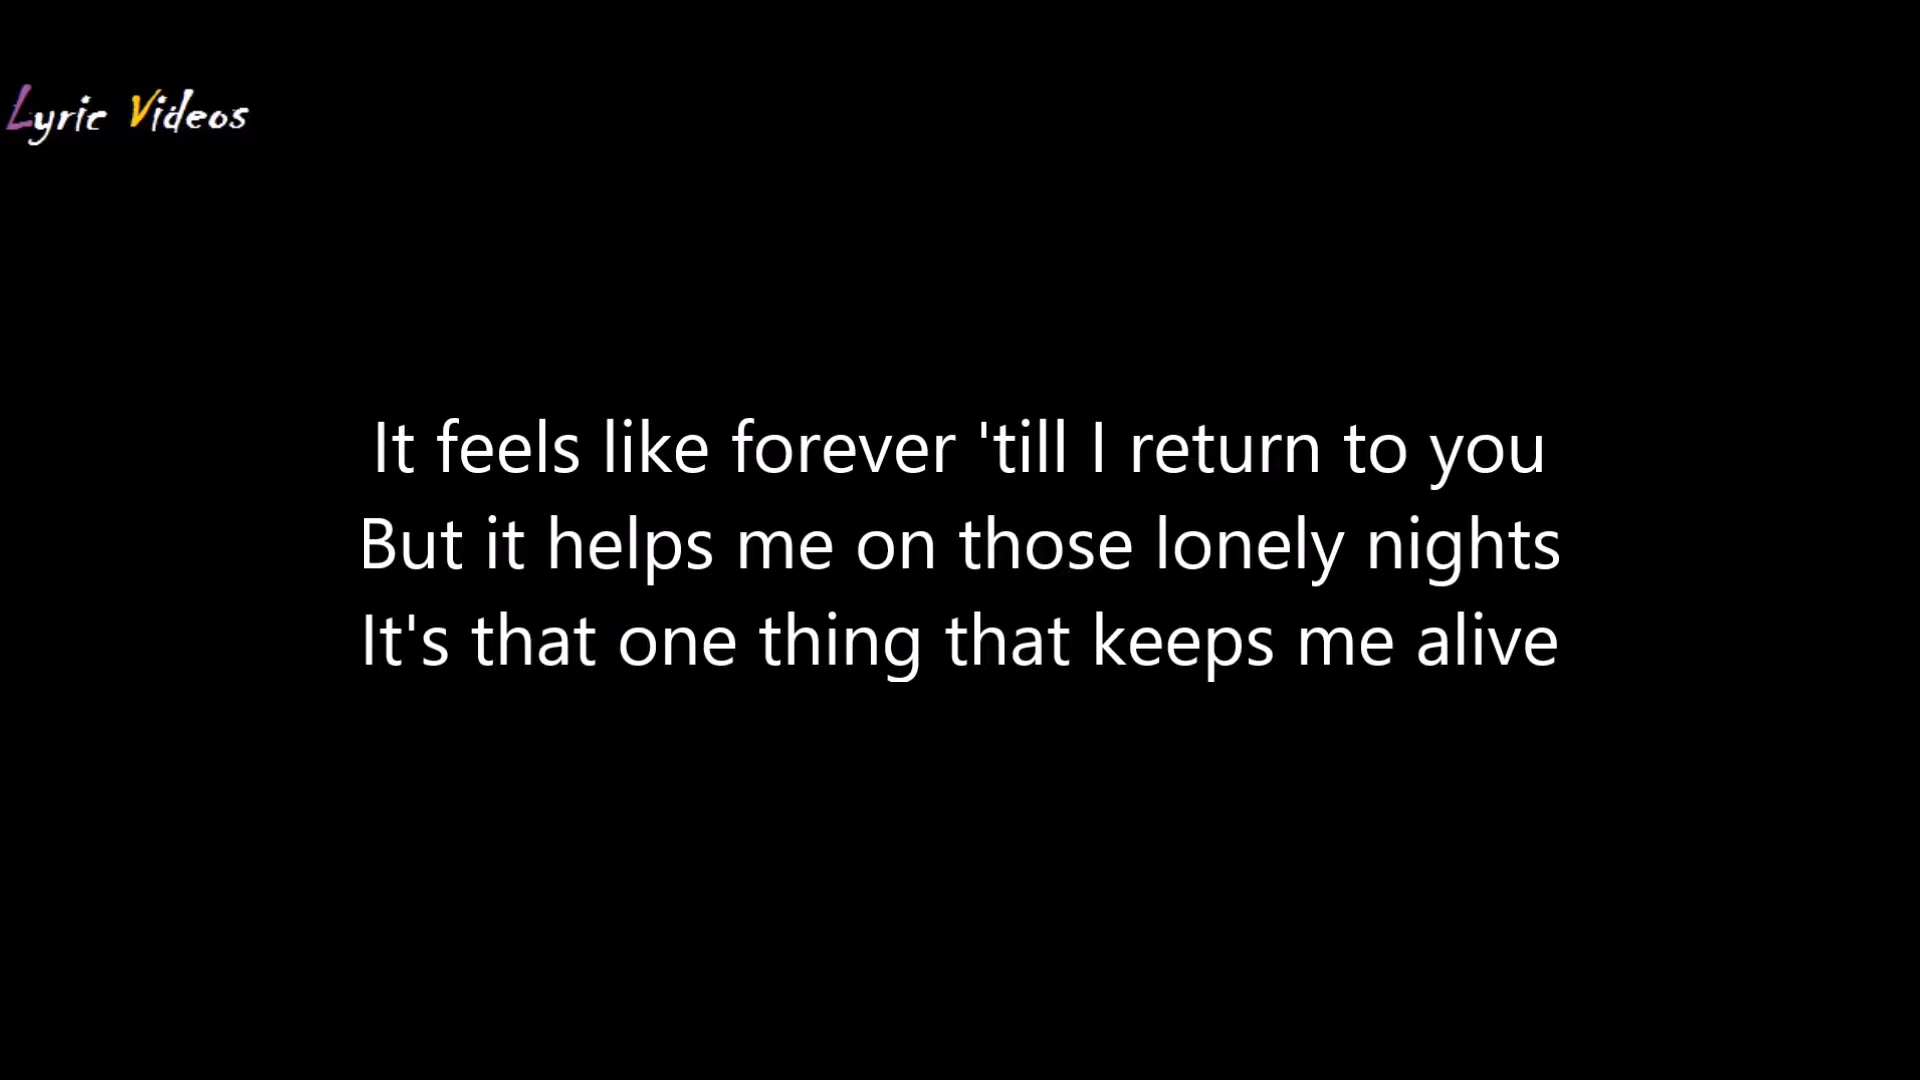 Lyric Videos
It feels like forever 'till I return to you
But it helps me on those lonely nights
It's that one thing that keeps me alive